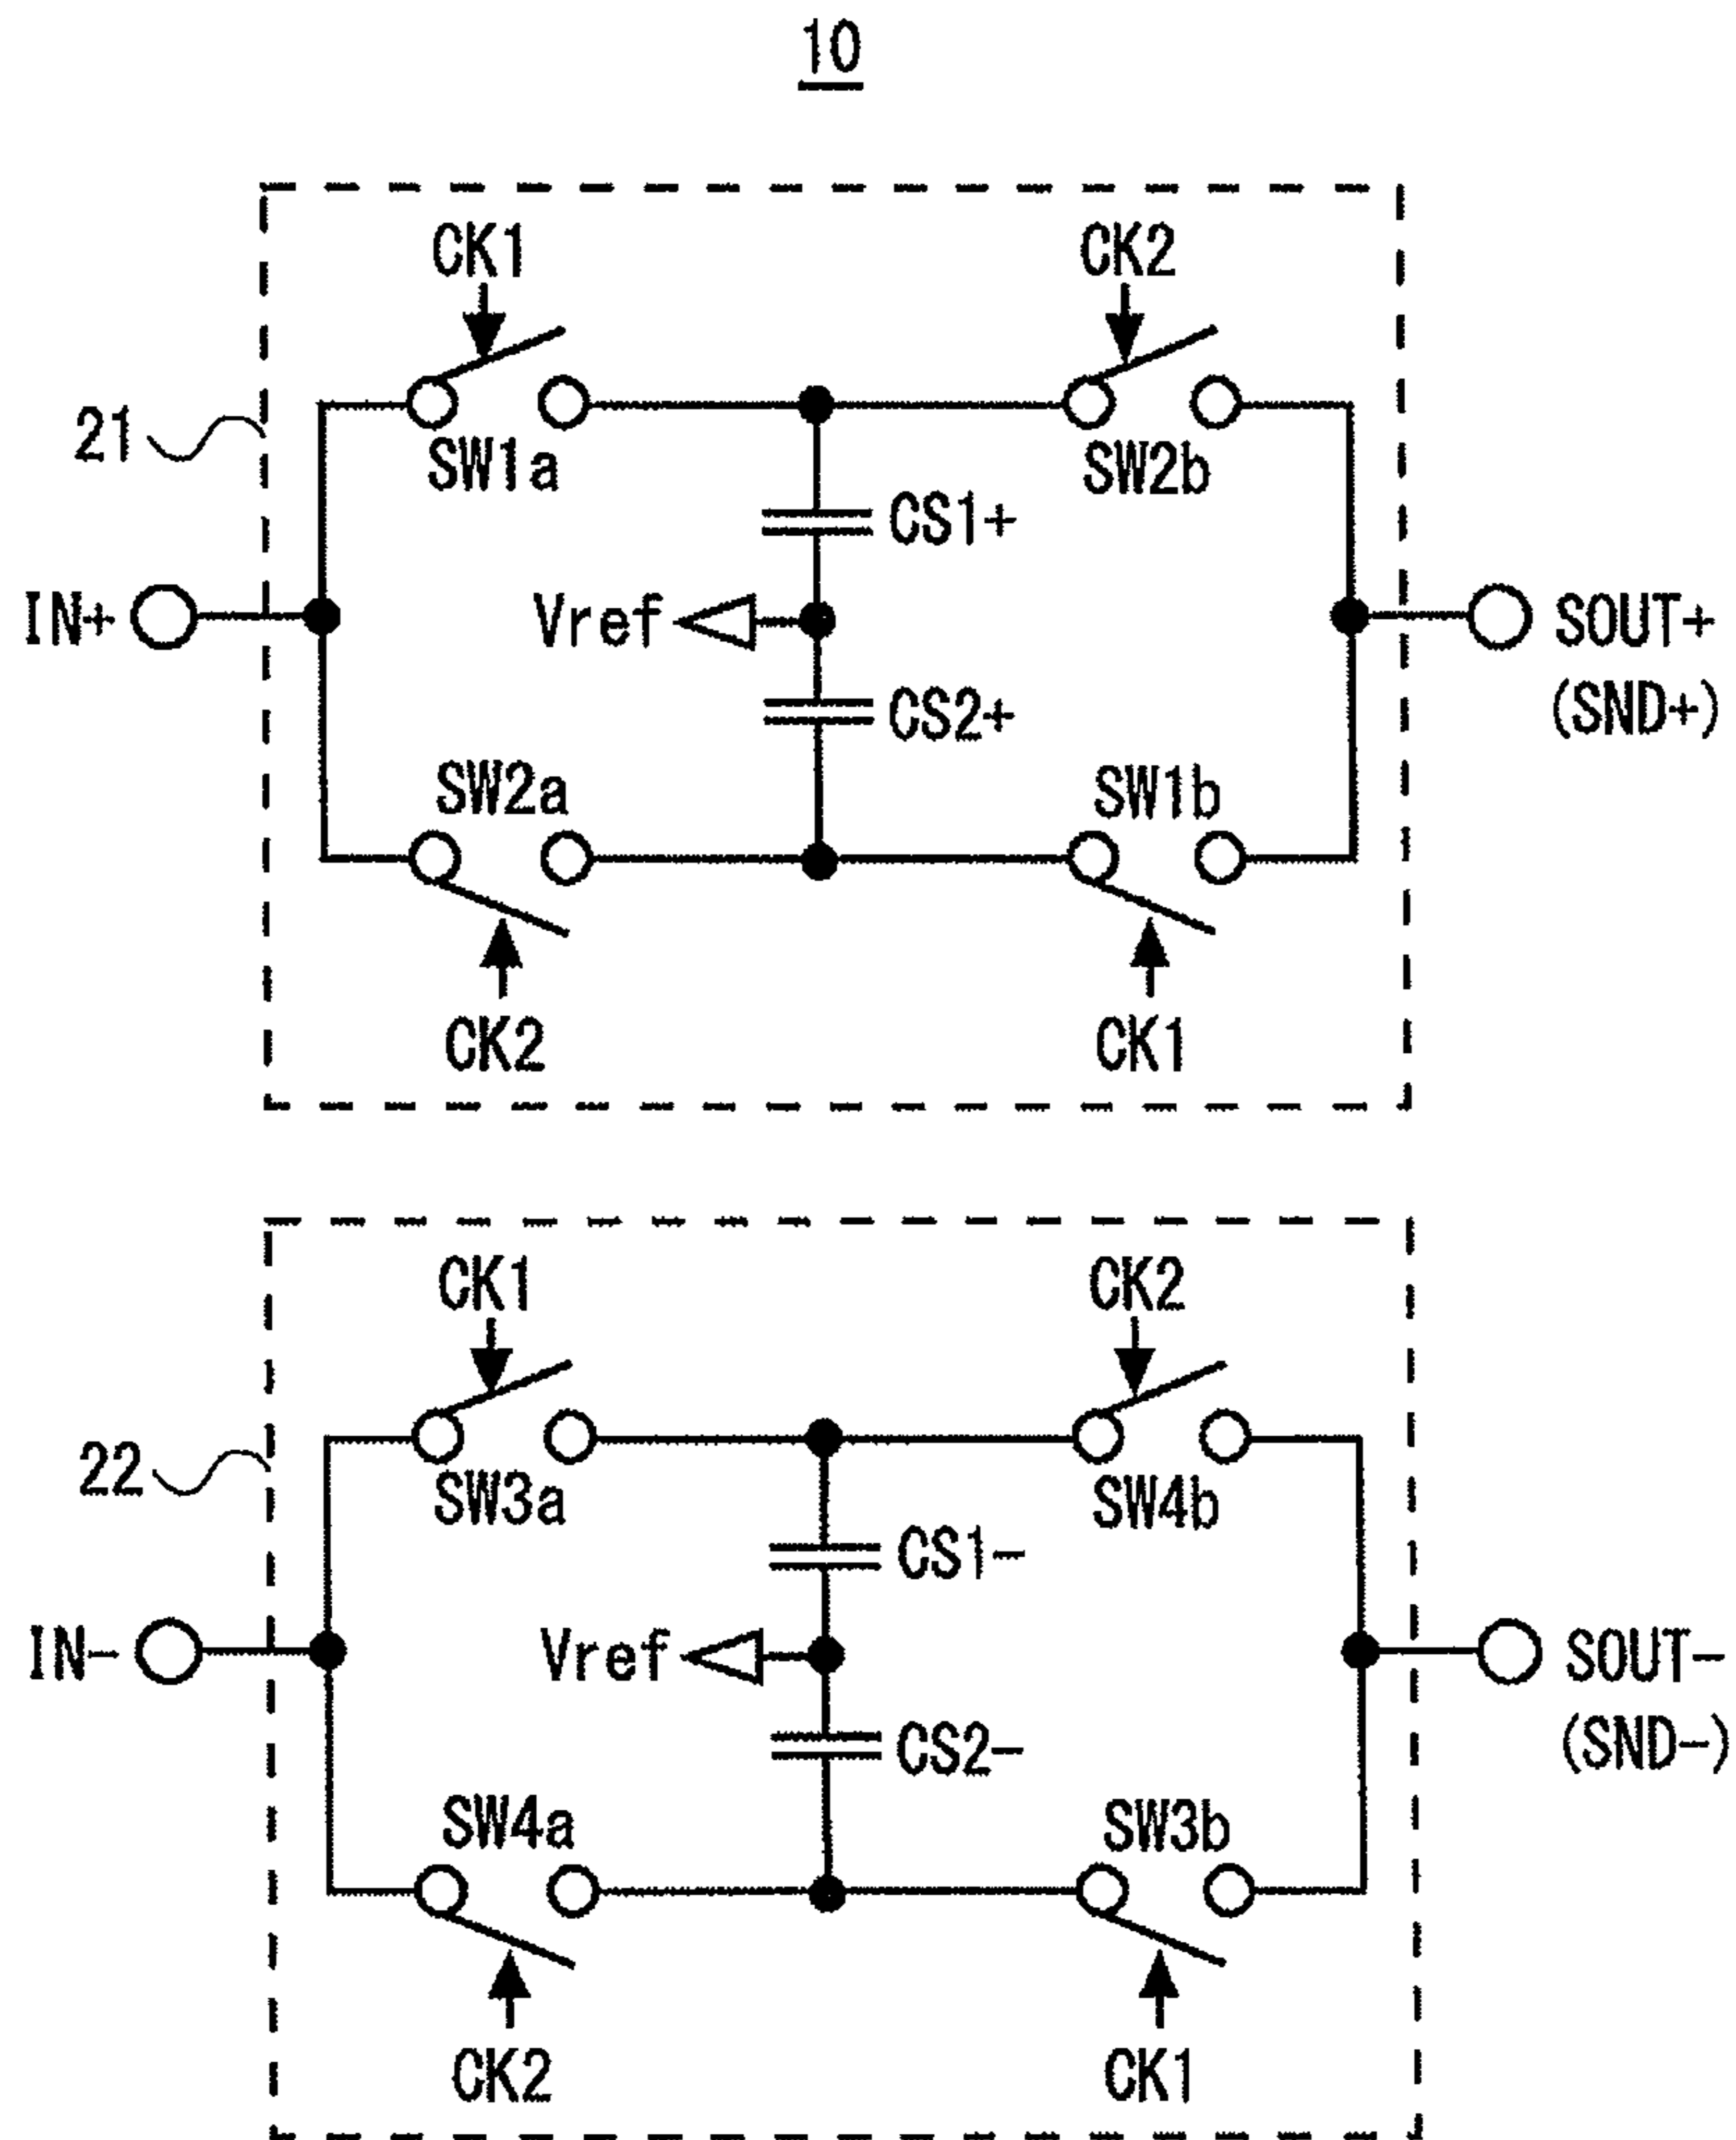 10
CK1
CK2
21
SW1a
SW2b
CS1+
IN+
Vref
SOUT+
(SND+)
CS2+
SW2a
SW1b
CK2
CK1
CK1
CK2
22
SW3a
SW4b
CS1-
IN-
Vref
SOUT-
(SND-)
CS2-
SW4a
SW3b
CK2
CK1